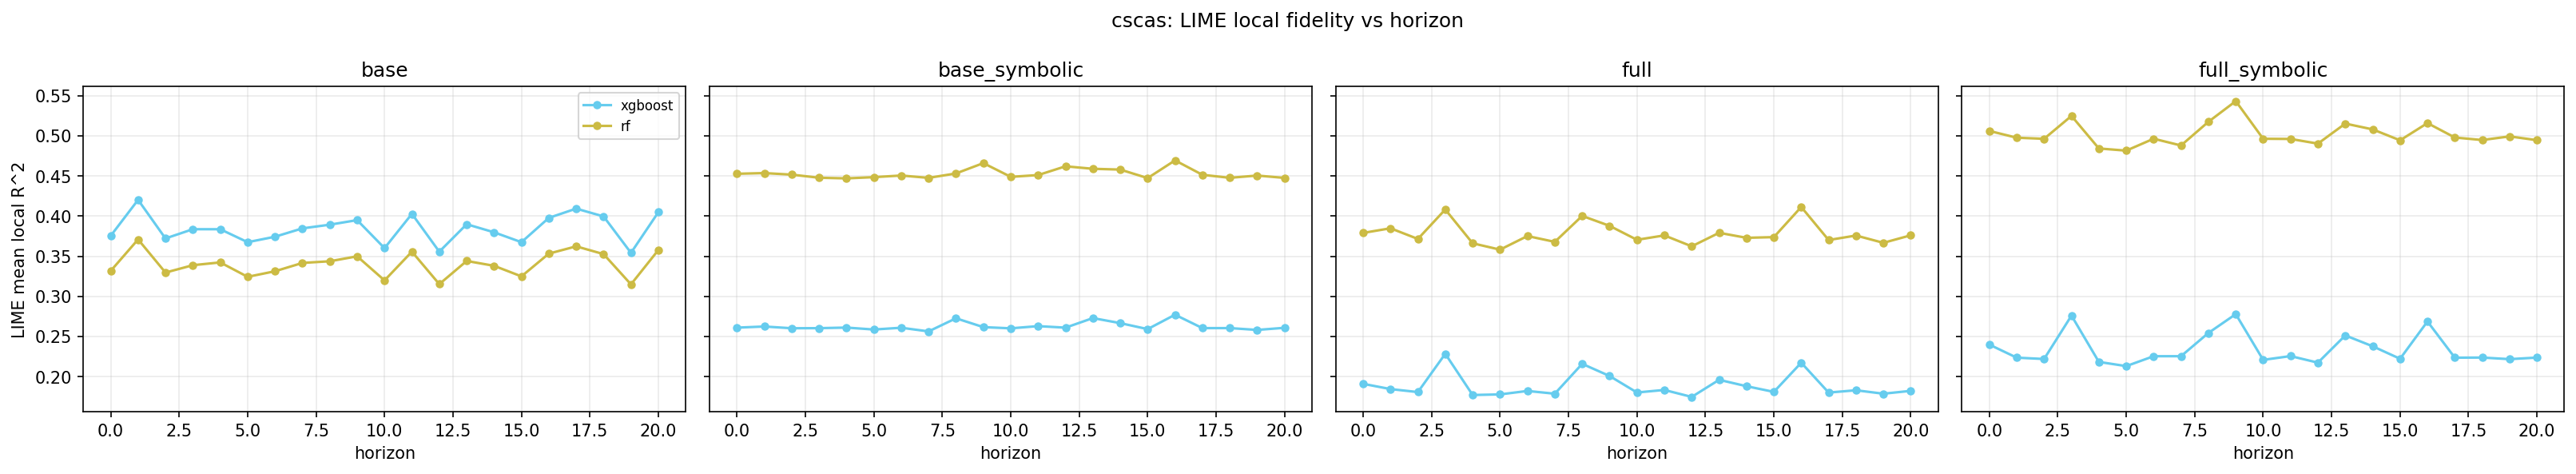 cscas: LIME local fidelity vs horizon
base
base_symbolic
full
full_symbolic
LIME mean local R^2
0.55
0.50
0.45
0.40
0.35
0.30
0.25
0.20
xgboost
rf
0.0 2.5 5.0 7.5 10.0 12.5 15.0 17.5 20.0
horizon
0.0 2.5 5.0 7.5 10.0 12.5 15.0 17.5 20.0
horizon
0.0 2.5 5.0 7.5 10.0 12.5 15.0 17.5 20.0
horizon
0.0 2.5 5.0 7.5 10.0 12.5 15.0 17.5 20.0
horizon